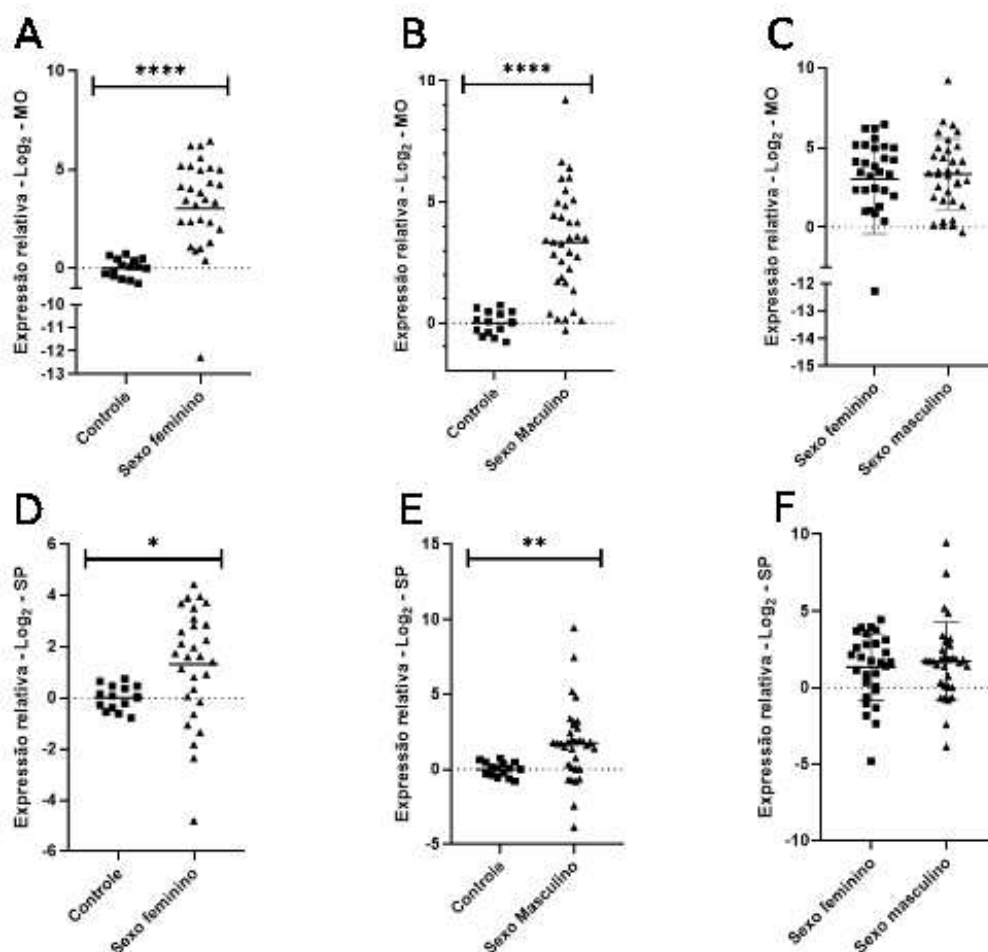 A
Expressão relativa - Log₂ - MO
10
5
0
-10
-11
-12
-13
****
Controle
Sexo feminino
B
Expressão relativa - Log₂ - MO
10
5
0
****
Controle
Sexo Maculino
C
Expressão relativa - Log₂ - MO
10
5
0
-12
-13
-14
-15
Sexo feminino
Sexo masculino
D
Expressão relativa - Log₂ - SP
6
4
2
0
-2
-4
-6
*
Controle
Sexo feminino
E
Expressão relativa - Log₂ - SP
15
10
5
0
-5
**
Controle
Sexo Masculino
F
Expressão relativa - Log₂ - SP
10
5
0
-5
-10
Sexo feminino
Sexo masculino